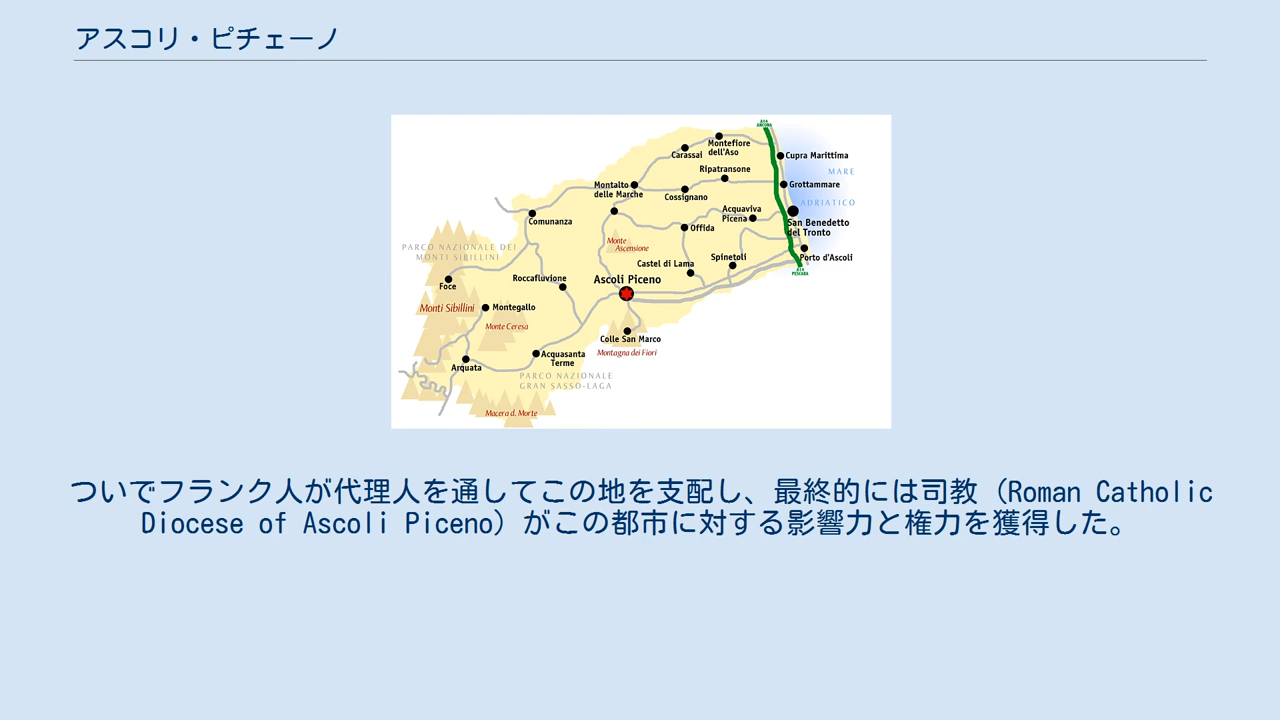 アスコリ・ピチェーノ
A14
ANCONA
Montefiore
dell'Aso
Carassai
Cupra Marittima
Ripatransone
MARE
Montalto
delle Marche
Grottammare
Cossignano
ADRIATICO
Acquaviva
Picena
Comunanza
San Benedetto
del Tronto
Offida
PARCO NAZIONALE DEI
MONTI SIBILLINI
Monte
Ascensione
Castel di Lama
Spinetoli
Porto d'Ascoli
A14
PESCARA
Roccafluvione
Ascoli Piceno
Foce
Monti Sibillini
Montegallo
Monte Ceresa
Colle San Marco
Montagna dei Fiori
Acquasanta
Terme
Arquata
PARCO NAZIONALE
GRAN SASSO-LAGA
Macera d. Morte
ついでフランク人が代理人を通してこの地を支配し、最終的には司教（Roman Catholic
Diocese of Ascoli Piceno）がこの都市に対する影響力と権力を獲得した。